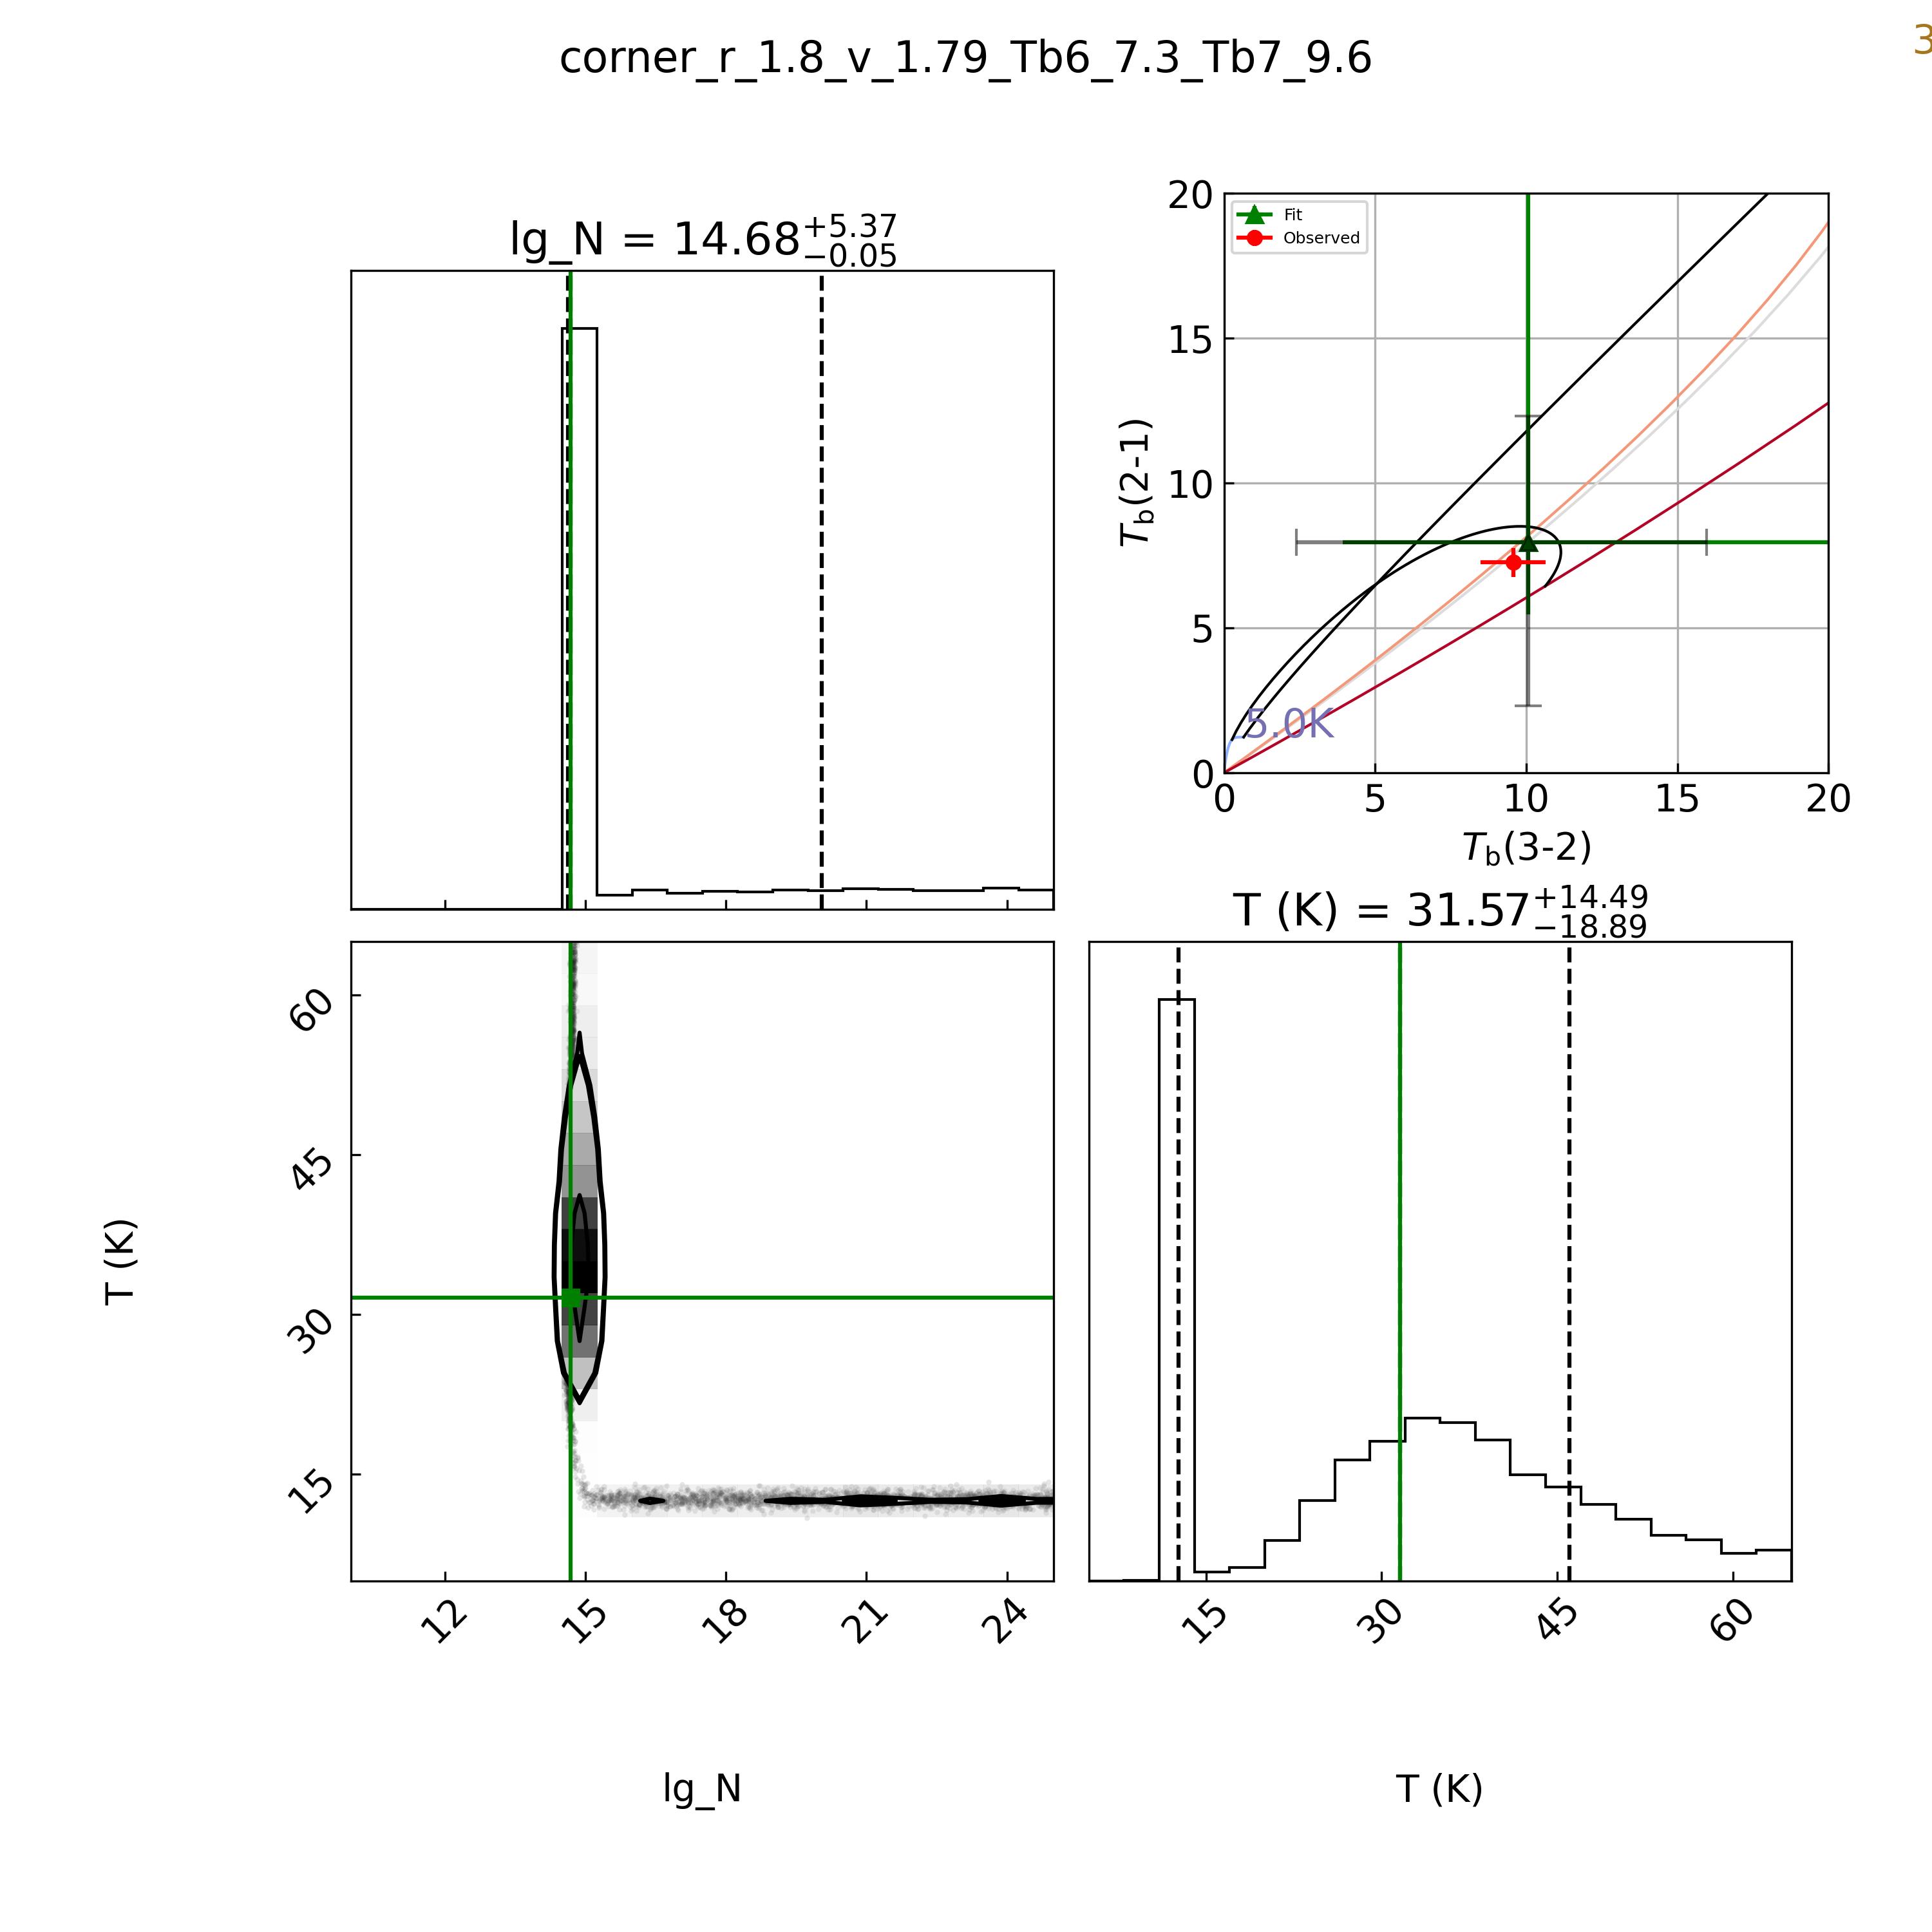 corner_r_1.8_v_1.79_Tb6_7.3_Tb7_9.6
3
lg_N = 14.68+5.37−0.05
20
15
10
5
0
Tb(2-1)
Fit
Observed
5.0K
0 5 10 15 20
Tb(3-2)
T (K) = 31.57+14.49−18.89
60
45
30
15
T (K)
12 15 18 21 24
lg_N
15 30 45 60
T (K)